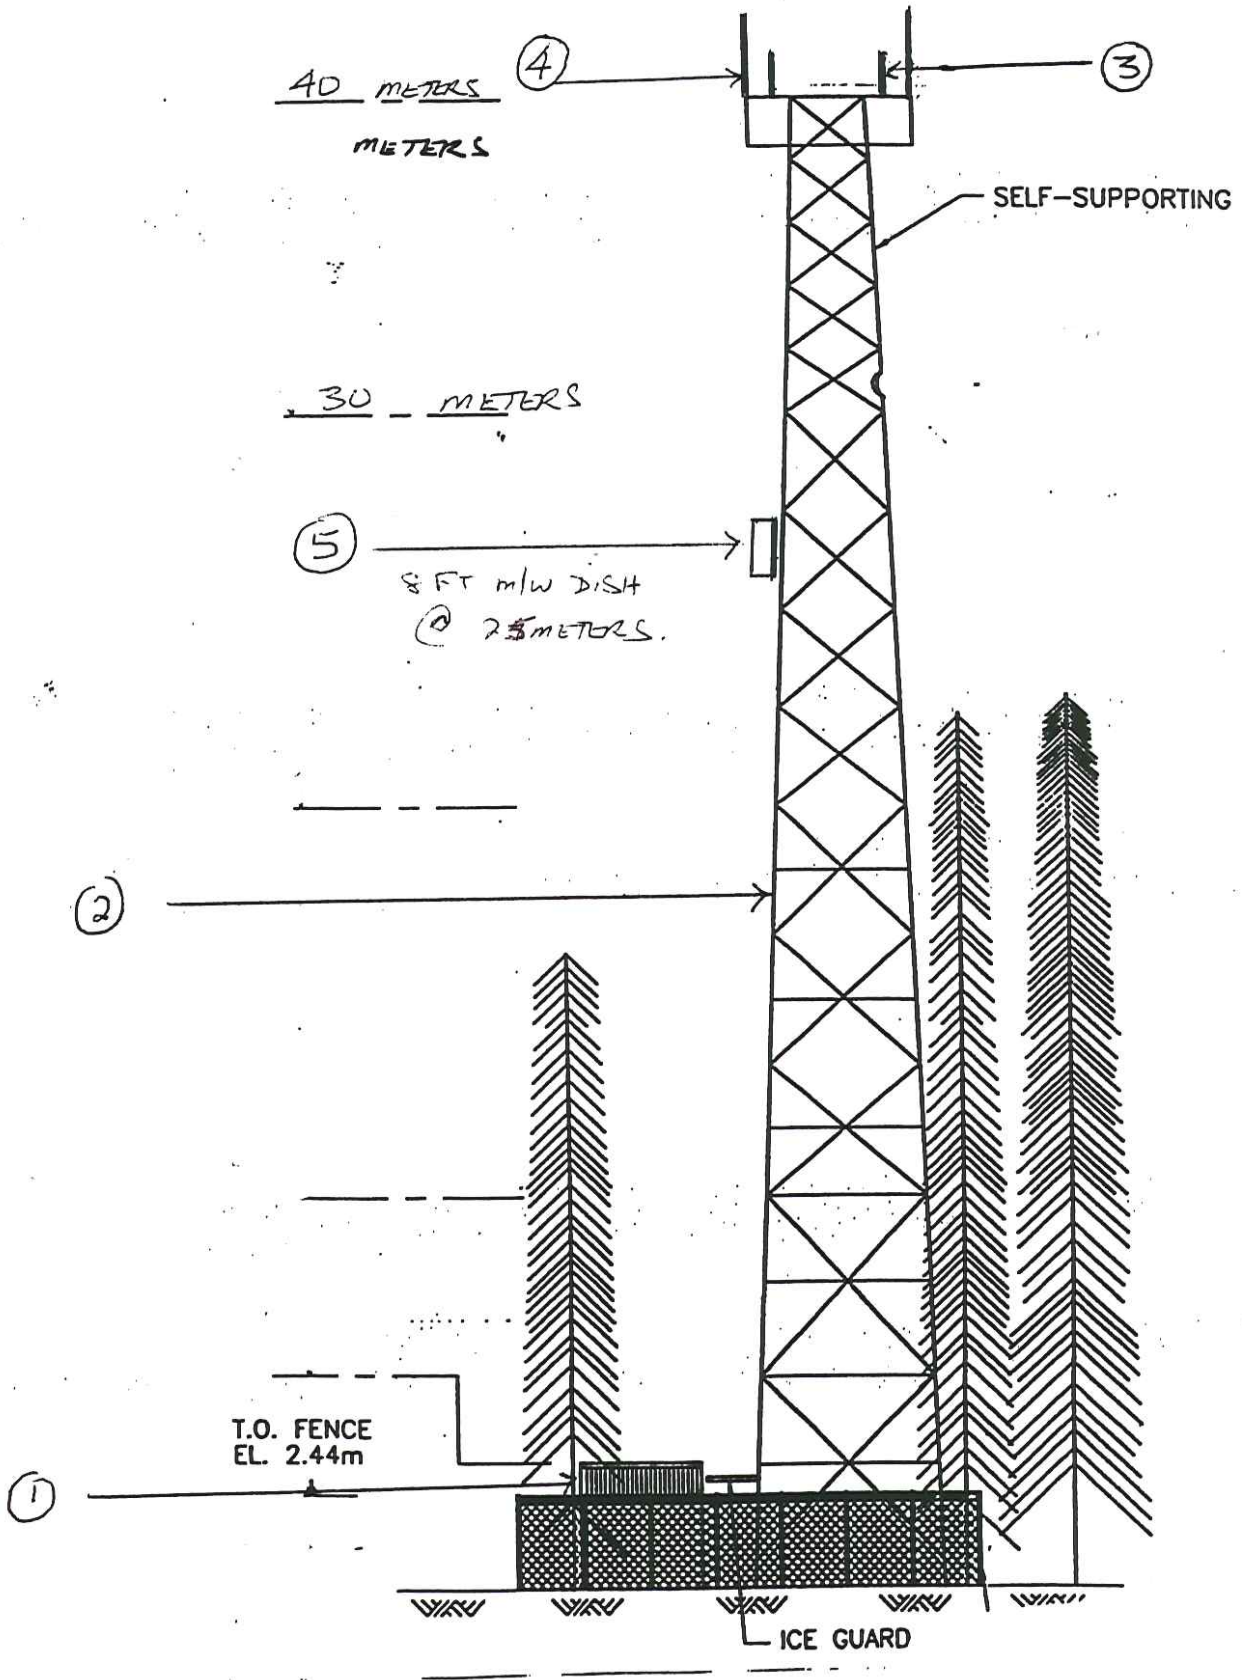 ④
③
40 METERS
METERS
SELF-SUPPORTING
30 METERS
⑤
8 FT M/W DISH
@ 25 METERS.
②
T.O. FENCE
EL. 2.44m
①
ICE GUARD